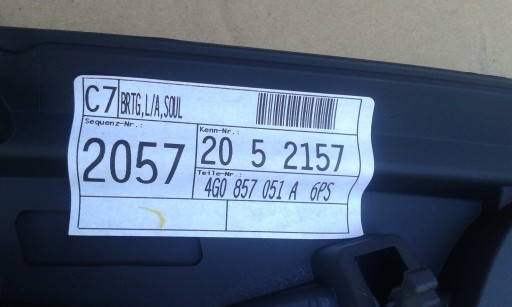 C7 BRTG,L/A,SOUL
Sequenz-Nr.: Kenn-Nr.:
2057 20 5 2157
Teile-Nr.:
4G0 857 051 A 6PS